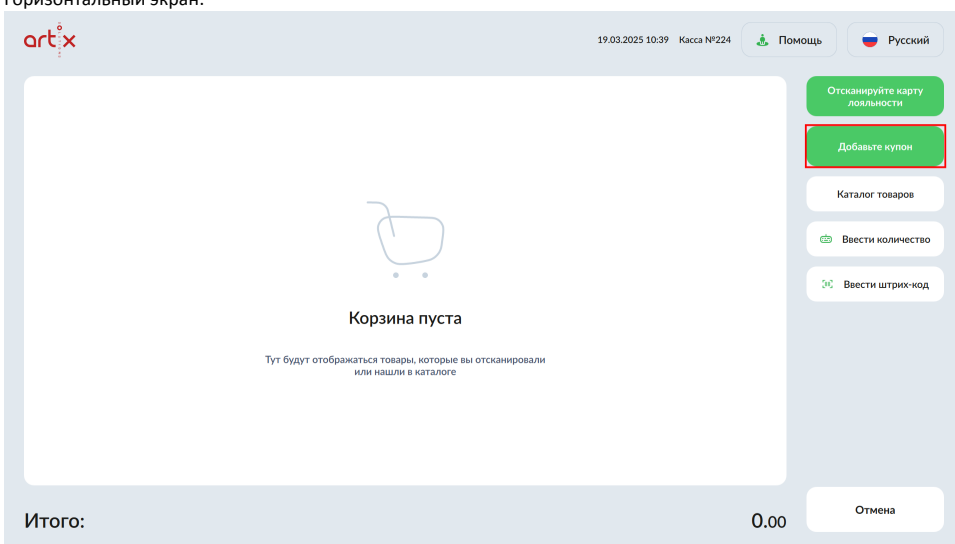 Горизонтальный экран:
artix
19.03.2025 10:39 Касса №224 Помощь Русский
Отсканируйте карту
лояльности
Добавьте купон
Каталог товаров
Ввести количество
Ввести штрих-код
Корзина пуста
Тут будут отображаться товары, которые вы отсканировали
или нашли в каталоге
Итого: 0.00
Отмена